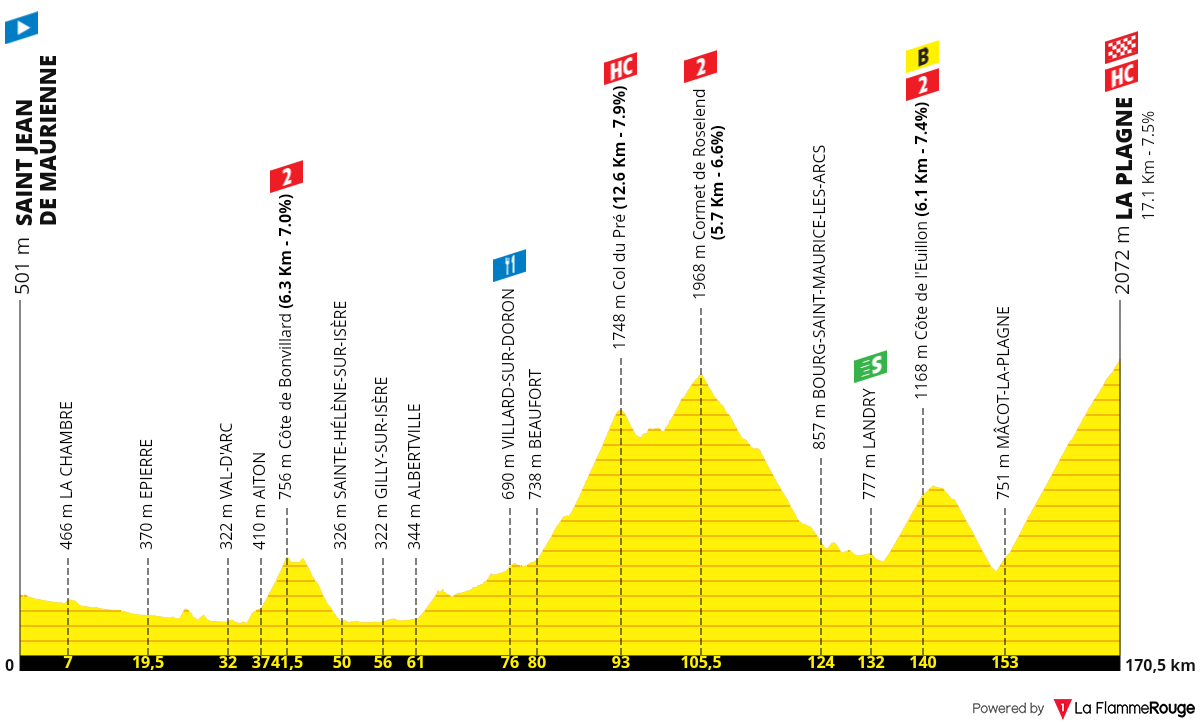 501 m SAINT JEAN
DE MAURIENNE
466 m LA CHAMBRE
370 m EPIERRE
322 m VAL-D'ARC
410 m AITON
2
756 m Côte de Bonvillard (6.3 Km - 7.0%)
326 m SAINTE-HÉLÈNE-SUR-ISÈRE
322 m GILLY-SUR-ISÈRE
344 m ALBERTVILLE
690 m VILLARD-SUR-DORON
738 m BEAUFORT
HC
1748 m Col du Pré (12.6 Km - 7.9%)
2
1968 m Cormet de Roselend
(5.7 Km - 6.6%)
857 m BOURG-SAINT-MAURICE-LES-ARCS
S
777 m LANDRY
B
2
1168 m Côte de l'Euillon (6.1 Km - 7.4%)
751 m MÂCOT-LA-PLAGNE
HC
2072 m LA PLAGNE
17.1 Km - 7.5%
0 7 19,5 32 37 41,5 50 56 61 76 80 93 105,5 124 132 140 153 170,5 km
Powered by 1 La FlammeRouge